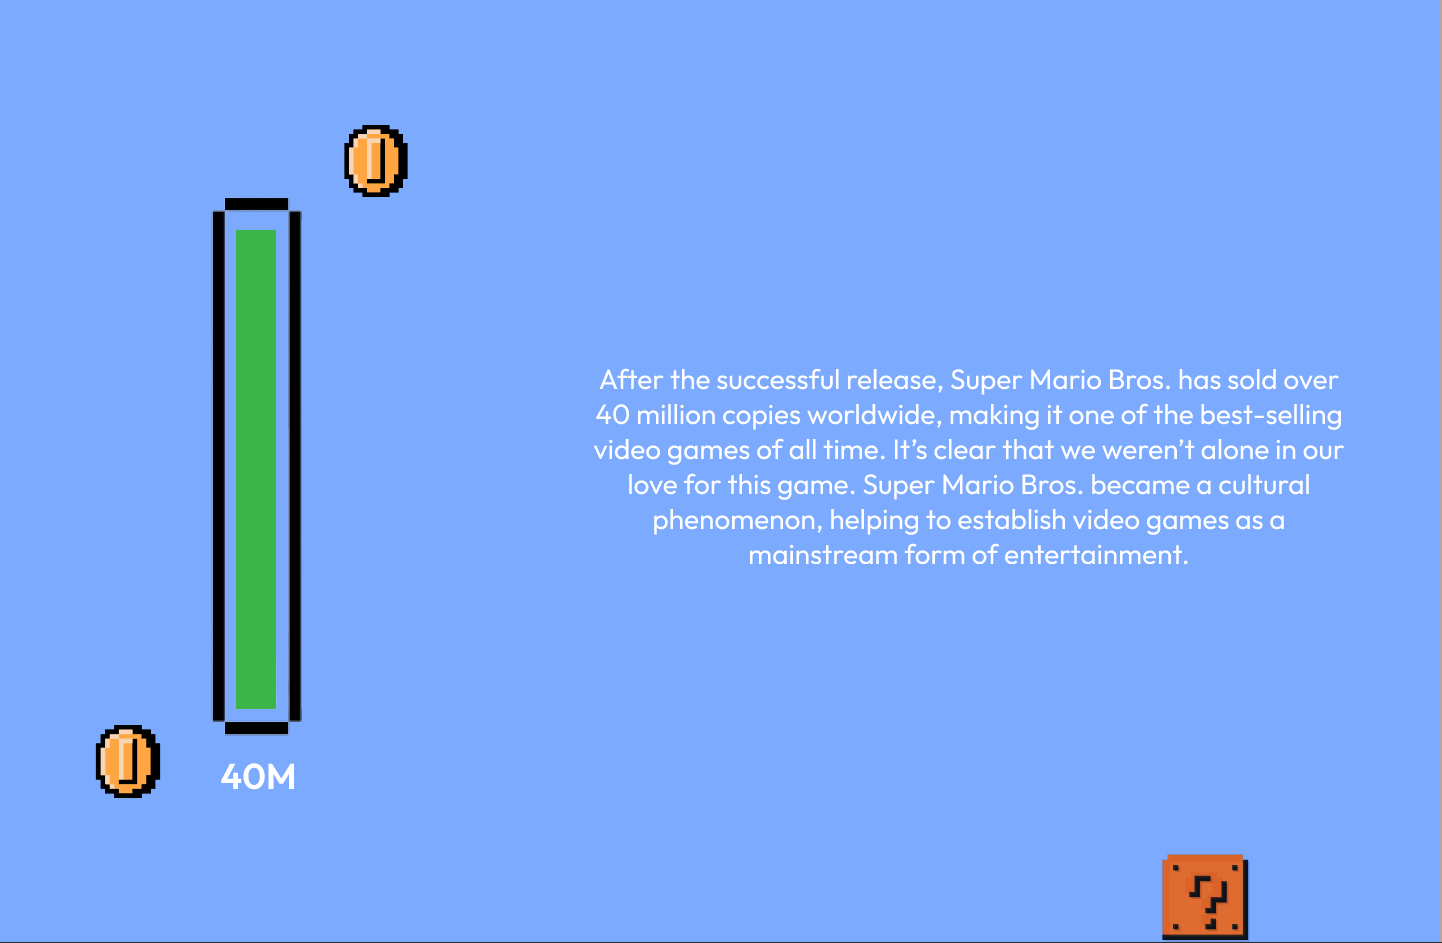 After the successful release, Super Mario Bros. has sold over
40 million copies worldwide, making it one of the best-selling
video games of all time. It’s clear that we weren’t alone in our
love for this game. Super Mario Bros. became a cultural
phenomenon, helping to establish video games as a
mainstream form of entertainment.
40M
?